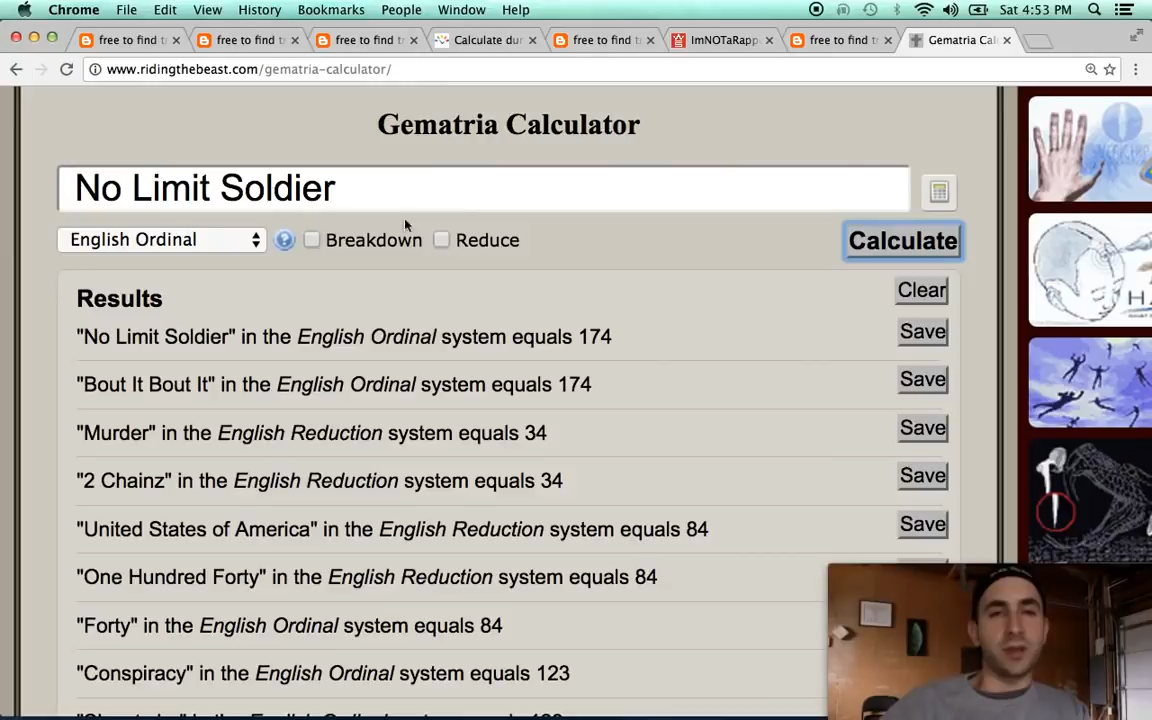 Chrome File Edit View History Bookmarks People Window Help Sat 4:53 PM
free to find t free to find t free to find t Calculate du free to find t ImNOTaRapp free to find t Gematria Cal
www.ridingthebeast.com/gematria-calculator/
Gematria Calculator
No Limit Soldier
English Ordinal Breakdown Reduce Calculate
Results Clear
"No Limit Soldier" in the English Ordinal system equals 174 Save
"Bout It Bout It" in the English Ordinal system equals 174 Save
"Murder" in the English Reduction system equals 34 Save
"2 Chainz" in the English Reduction system equals 34 Save
"United States of America" in the English Reduction system equals 84 Save
"One Hundred Forty" in the English Reduction system equals 84
"Forty" in the English Ordinal system equals 84
"Conspiracy" in the English Ordinal system equals 123